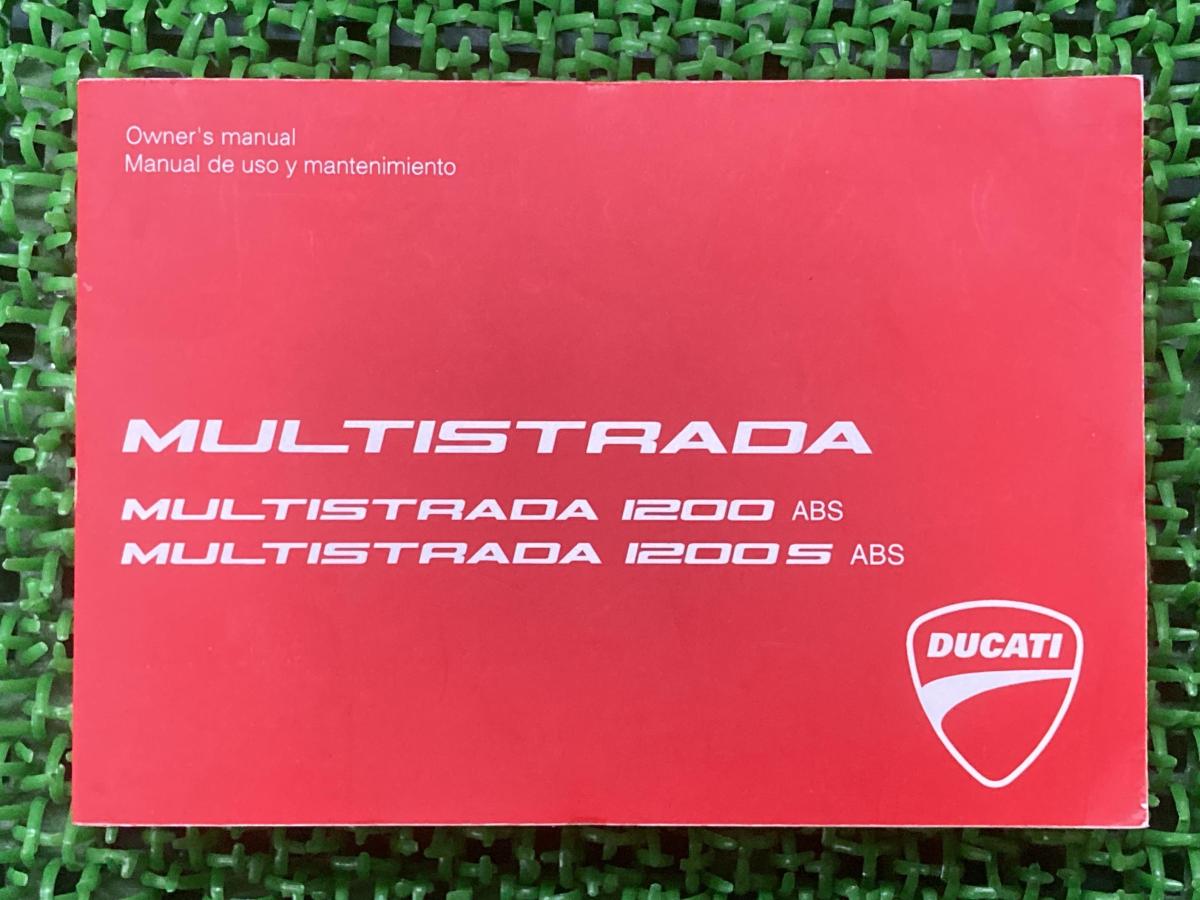 Owner's manual
Manual de uso y mantenimiento
MULTISTRADA
MULTISTRADA 1200 ABS
MULTISTRADA 1200 S ABS
DUCATI